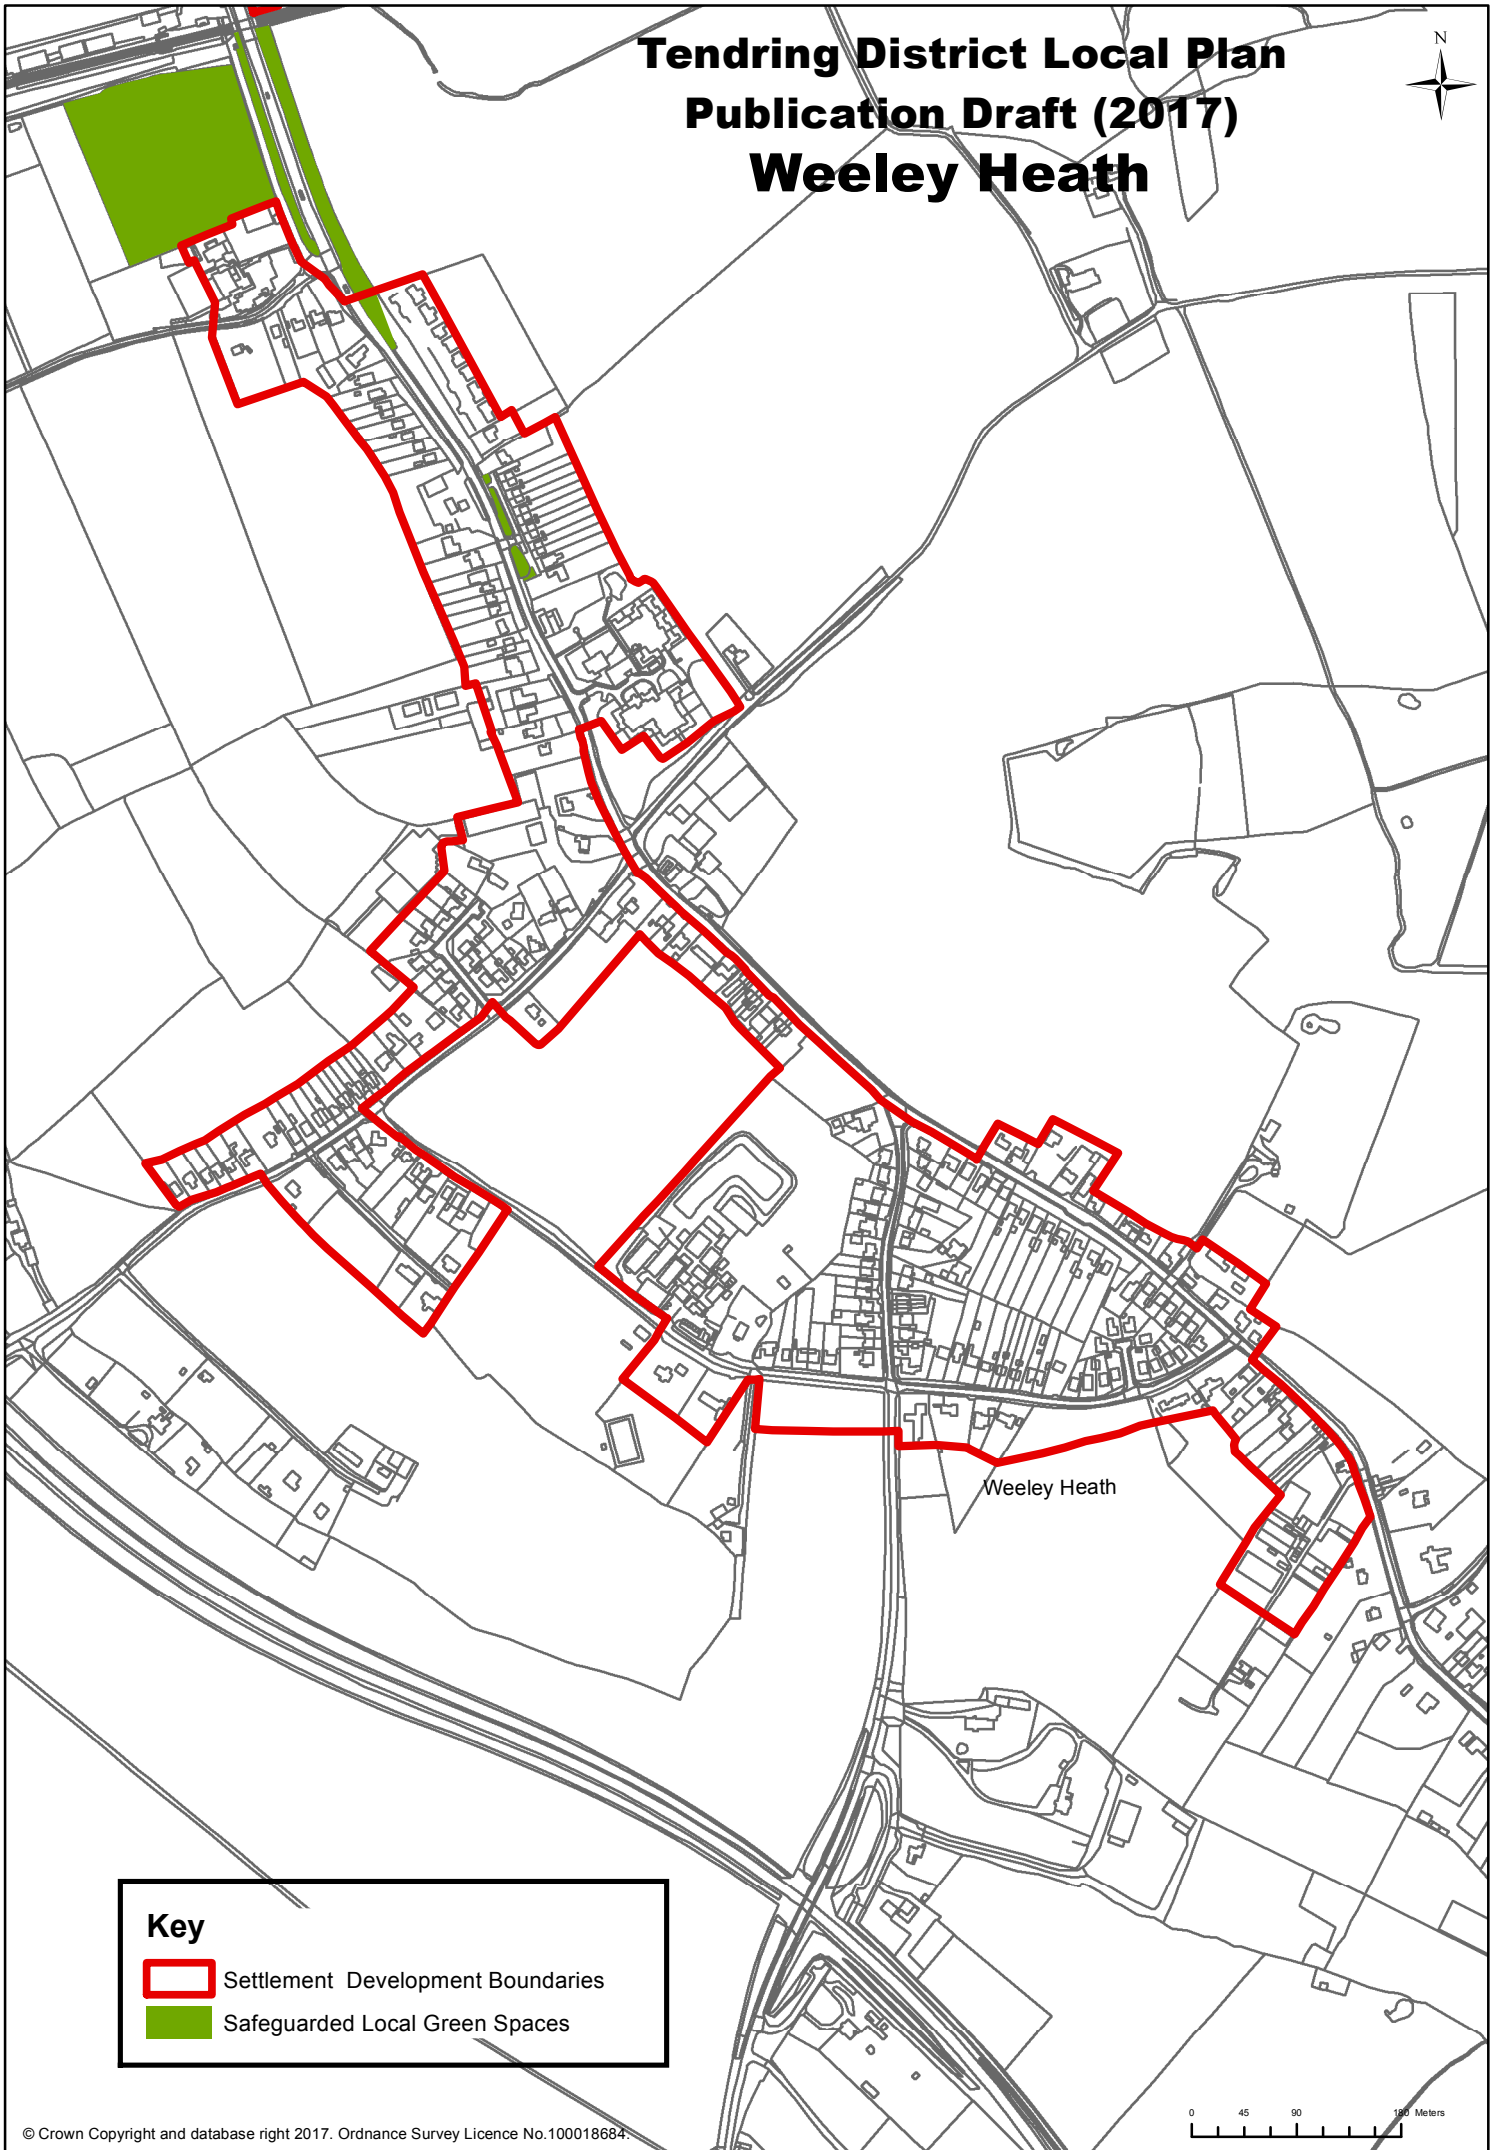 Tendring District Local Plan
Publication Draft (2017)
Weeley Heath
N
Weeley Heath
Key
Settlement Development Boundaries
Safeguarded Local Green Spaces
0 45 90 180 Meters
© Crown Copyright and database right 2017. Ordnance Survey Licence No.100018684.